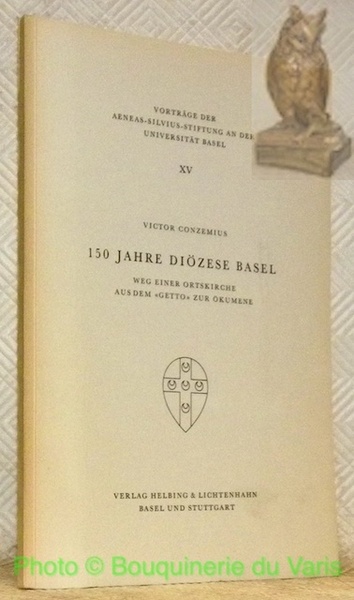 VORTRÄGE DER
AENEAS-SILVIUS-STIFTUNG AN DER
UNIVERSITÄT BASEL
XV
VICTOR CONZEMIUS
150 JAHRE DIÖZESE BASEL
WEG EINER ORTSKIRCHE
AUS DEM «GETTO» ZUR ÖKUMENE
VERLAG HELBING & LICHTENHAHN
BASEL UND STUTTGART
Photo © Bouquinerie du Varis